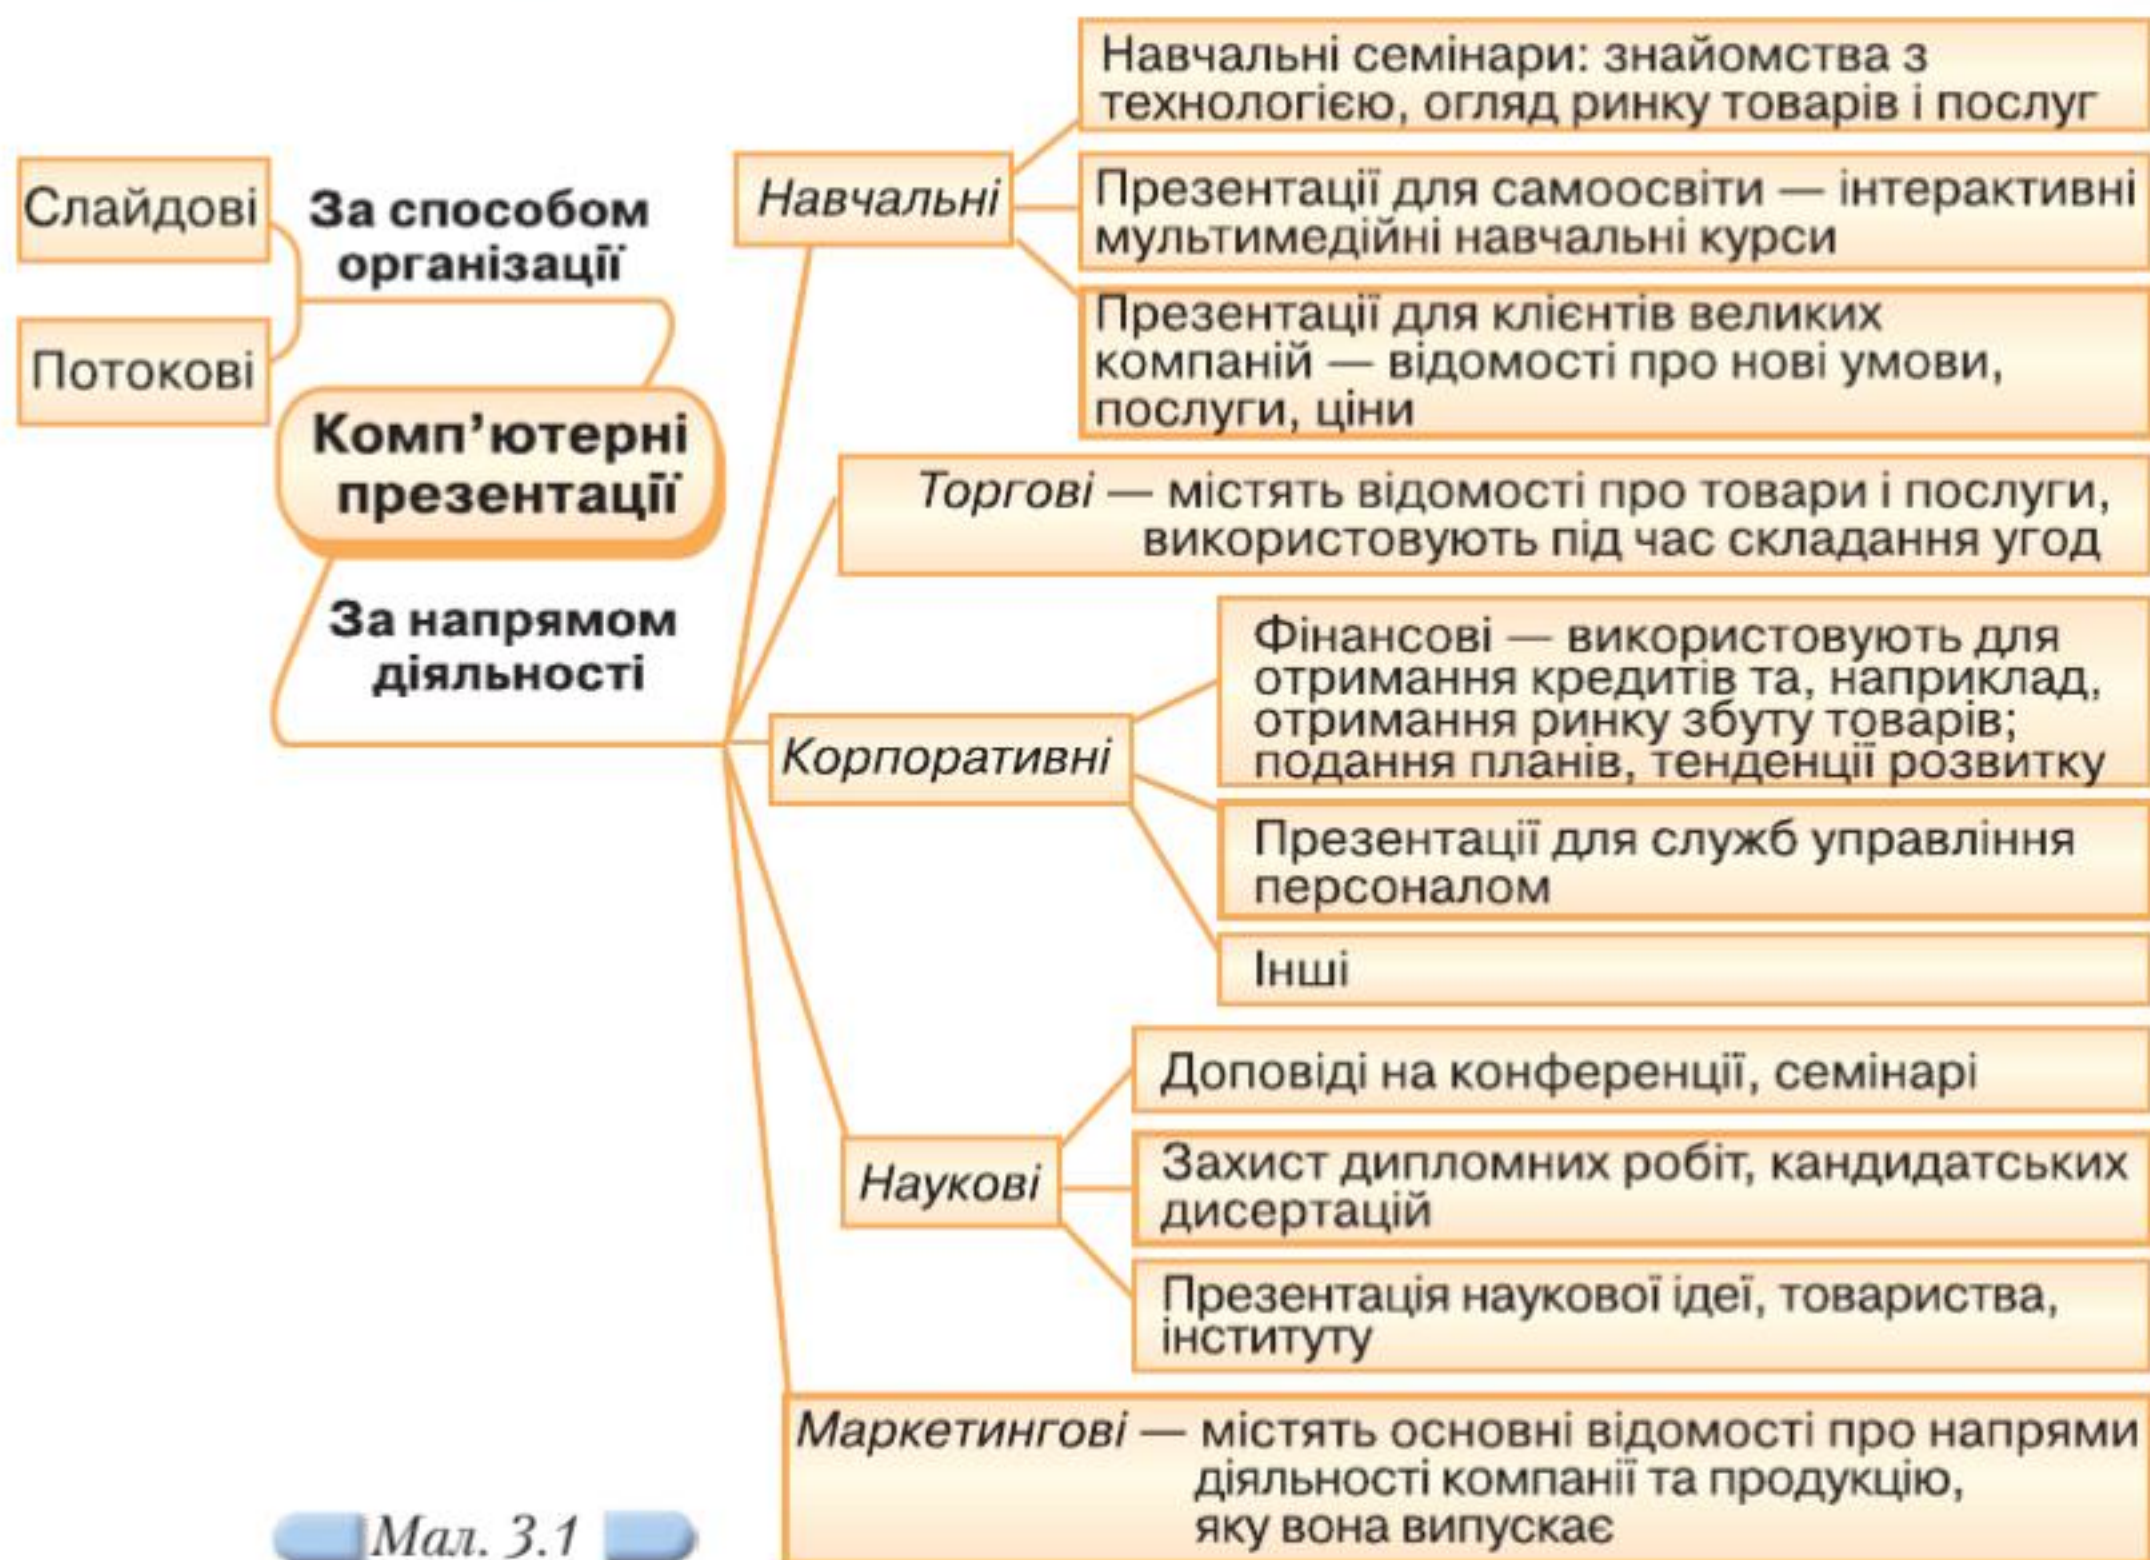 Слайдові
Потокові
За способом
організації
Комп’ютерні
презентації
За напрямом
діяльності
Навчальні
Навчальні семінари: знайомства з
технологією, огляд ринку товарів і послуг
Презентації для самоосвіти — інтерактивні
мультимедійні навчальні курси
Презентації для клієнтів великих
компаній — відомості про нові умови,
послуги, ціни
Торгові — містять відомості про товари і послуги,
використовують під час складання угод
Корпоративні
Фінансові — використовують для
отримання кредитів та, наприклад,
отримання ринку збуту товарів;
подання планів, тенденції розвитку
Презентації для служб управління
персоналом
Інші
Наукові
Доповіді на конференції, семінарі
Захист дипломних робіт, кандидатських
дисертацій
Презентація наукової ідеї, товариства,
інституту
Маркетингові — містять основні відомості про напрями
діяльності компанії та продукцію,
яку вона випускає
Мал. 3.1